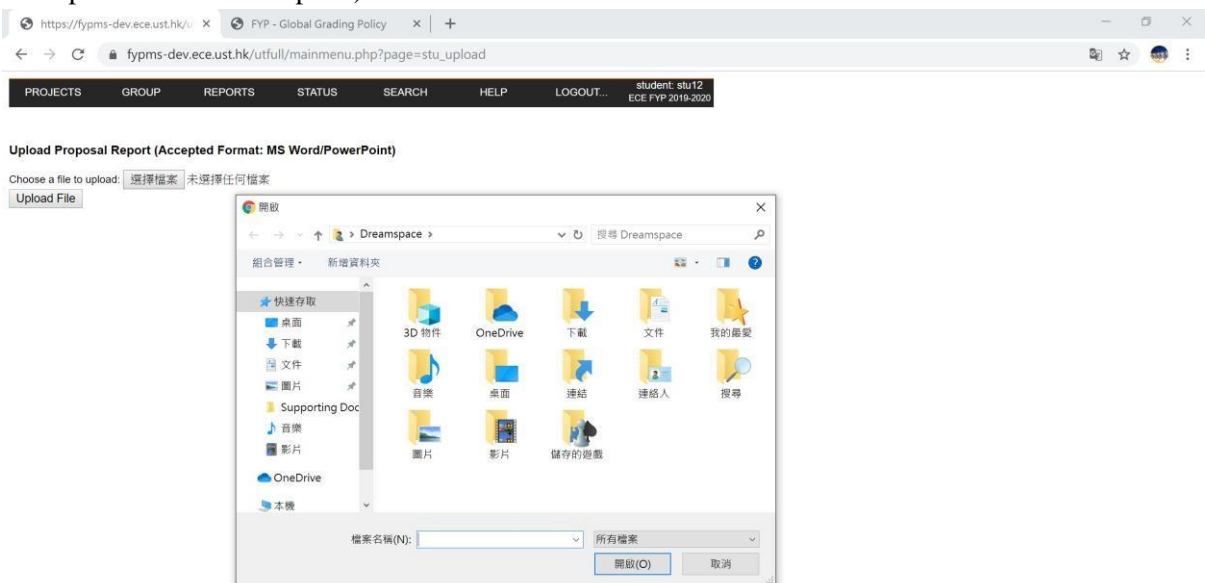 https://fypms-dev.ece.ust.hk/u
FYP - Global Grading Policy
fypms-dev.ece.ust.hk/utfull/mainmenu.php?page=stu_upload
PROJECTS GROUP REPORTS STATUS SEARCH HELP LOGOUT... student: stu12
ECE FYP 2019-2020
Upload Proposal Report (Accepted Format: MS Word/PowerPoint)
Choose a file to upload: 選擇檔案 未選擇任何檔案
Upload File
開啟
Dreamspace
搜尋 Dreamspace
組合管理
新增資料夾
快速存取
桌面
下載
文件
圖片
Supporting Doc
音樂
影片
OneDrive
本機
3D 物件 OneDrive 下載 文件 我的最愛
音樂 桌面 連結 連絡人 搜尋
圖片 影片 儲存的遊戲
檔案名稱(N):
所有檔案
開啟(O) 取消